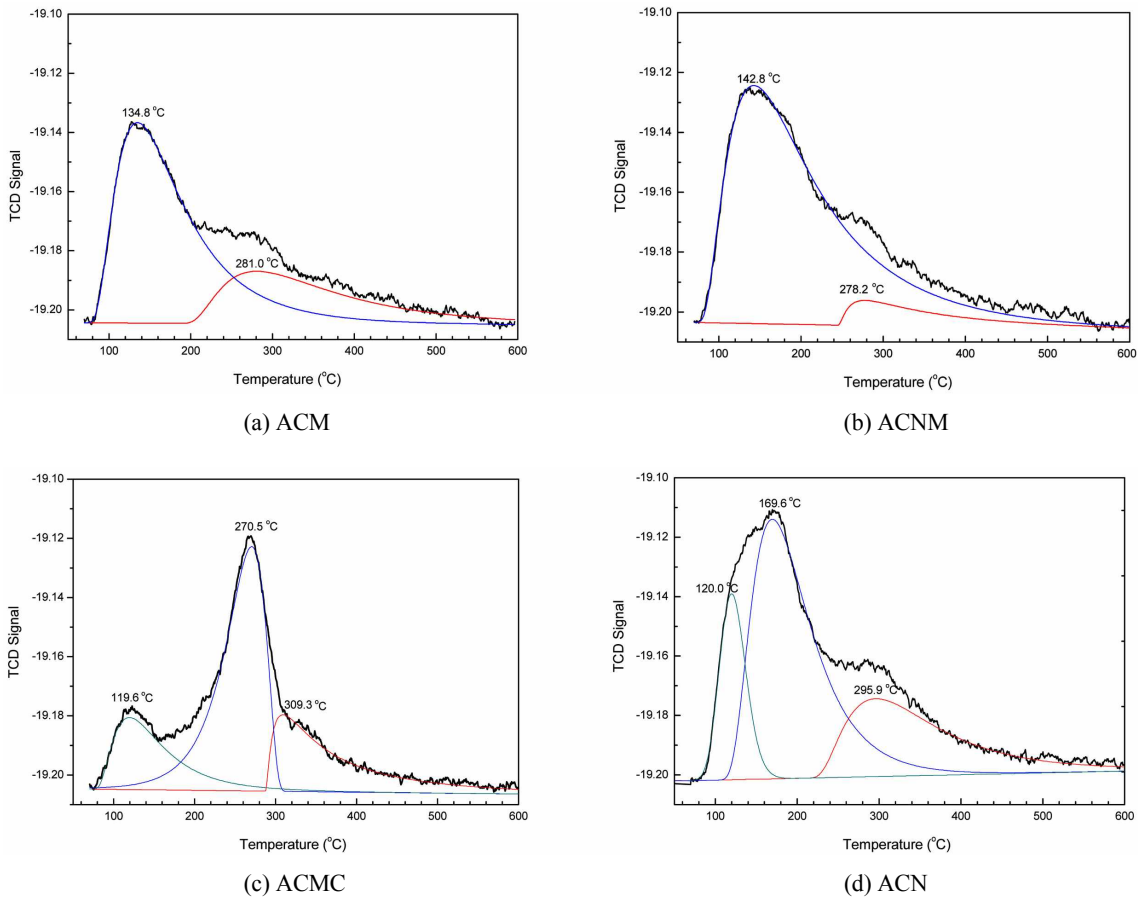 -19.10
-19.12
-19.14
-19.16
-19.18
-19.20
TCD Signal
134.8 °C
281.0 °C
100 200 300 400 500 600
Temperature (°C)
(a) ACM
-19.10
-19.12
-19.14
-19.16
-19.18
-19.20
TCD Signal
142.8 °C
278.2 °C
100 200 300 400 500 600
Temperature (°C)
(b) ACNM
-19.10
-19.12
-19.14
-19.16
-19.18
-19.20
TCD Signal
270.5 °C
119.6 °C
309.3 °C
100 200 300 400 500 600
Temperature (°C)
(c) ACMC
-19.10
-19.12
-19.14
-19.16
-19.18
-19.20
TCD Signal
169.6 °C
120.0 °C
295.9 °C
100 200 300 400 500 600
Temperature (°C)
(d) ACN